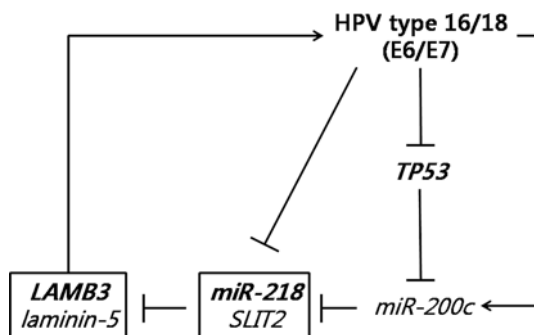 HPV type 16/18
(E6/E7)
TP53
LAMB3
laminin-5
miR-218
SLIT2
miR-200c